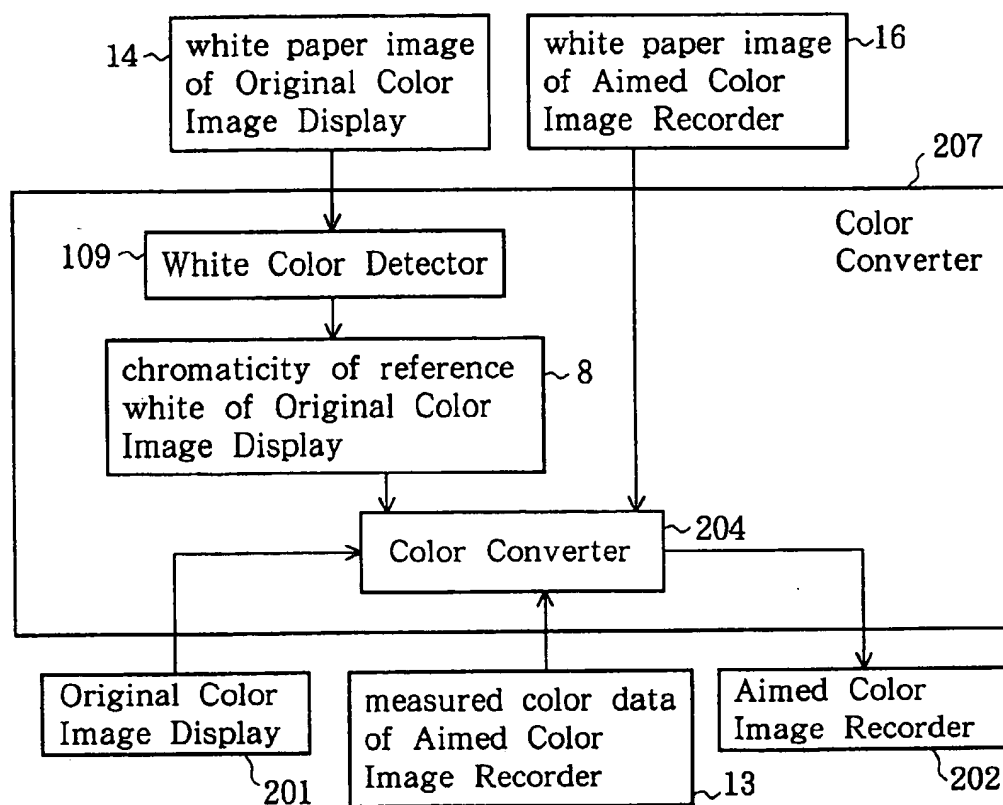 14
white paper image
of Original Color
Image Display
white paper image
of Aimed Color
Image Recorder
16
207
Color
Converter
109
White Color Detector
chromaticity of reference
white of Original Color
Image Display
8
Color Converter
204
Original Color
Image Display
201
measured color data
of Aimed Color
Image Recorder
13
Aimed Color
Image Recorder
202